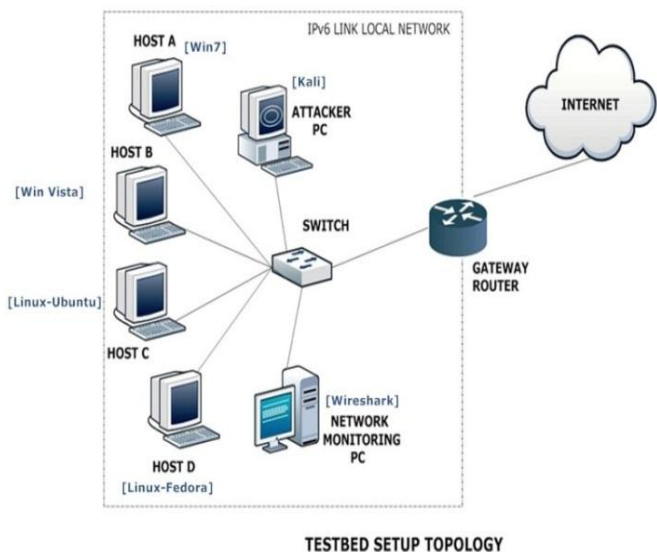 IPv6 LINK LOCAL NETWORK
HOST A
[Win7]
[Kali]
ATTACKER
PC
INTERNET
HOST B
[Win Vista]
SWITCH
GATEWAY
ROUTER
[Linux-Ubuntu]
HOST C
[Wireshark]
NETWORK
MONITORING
PC
HOST D
[Linux-Fedora]
TESTBED SETUP TOPOLOGY